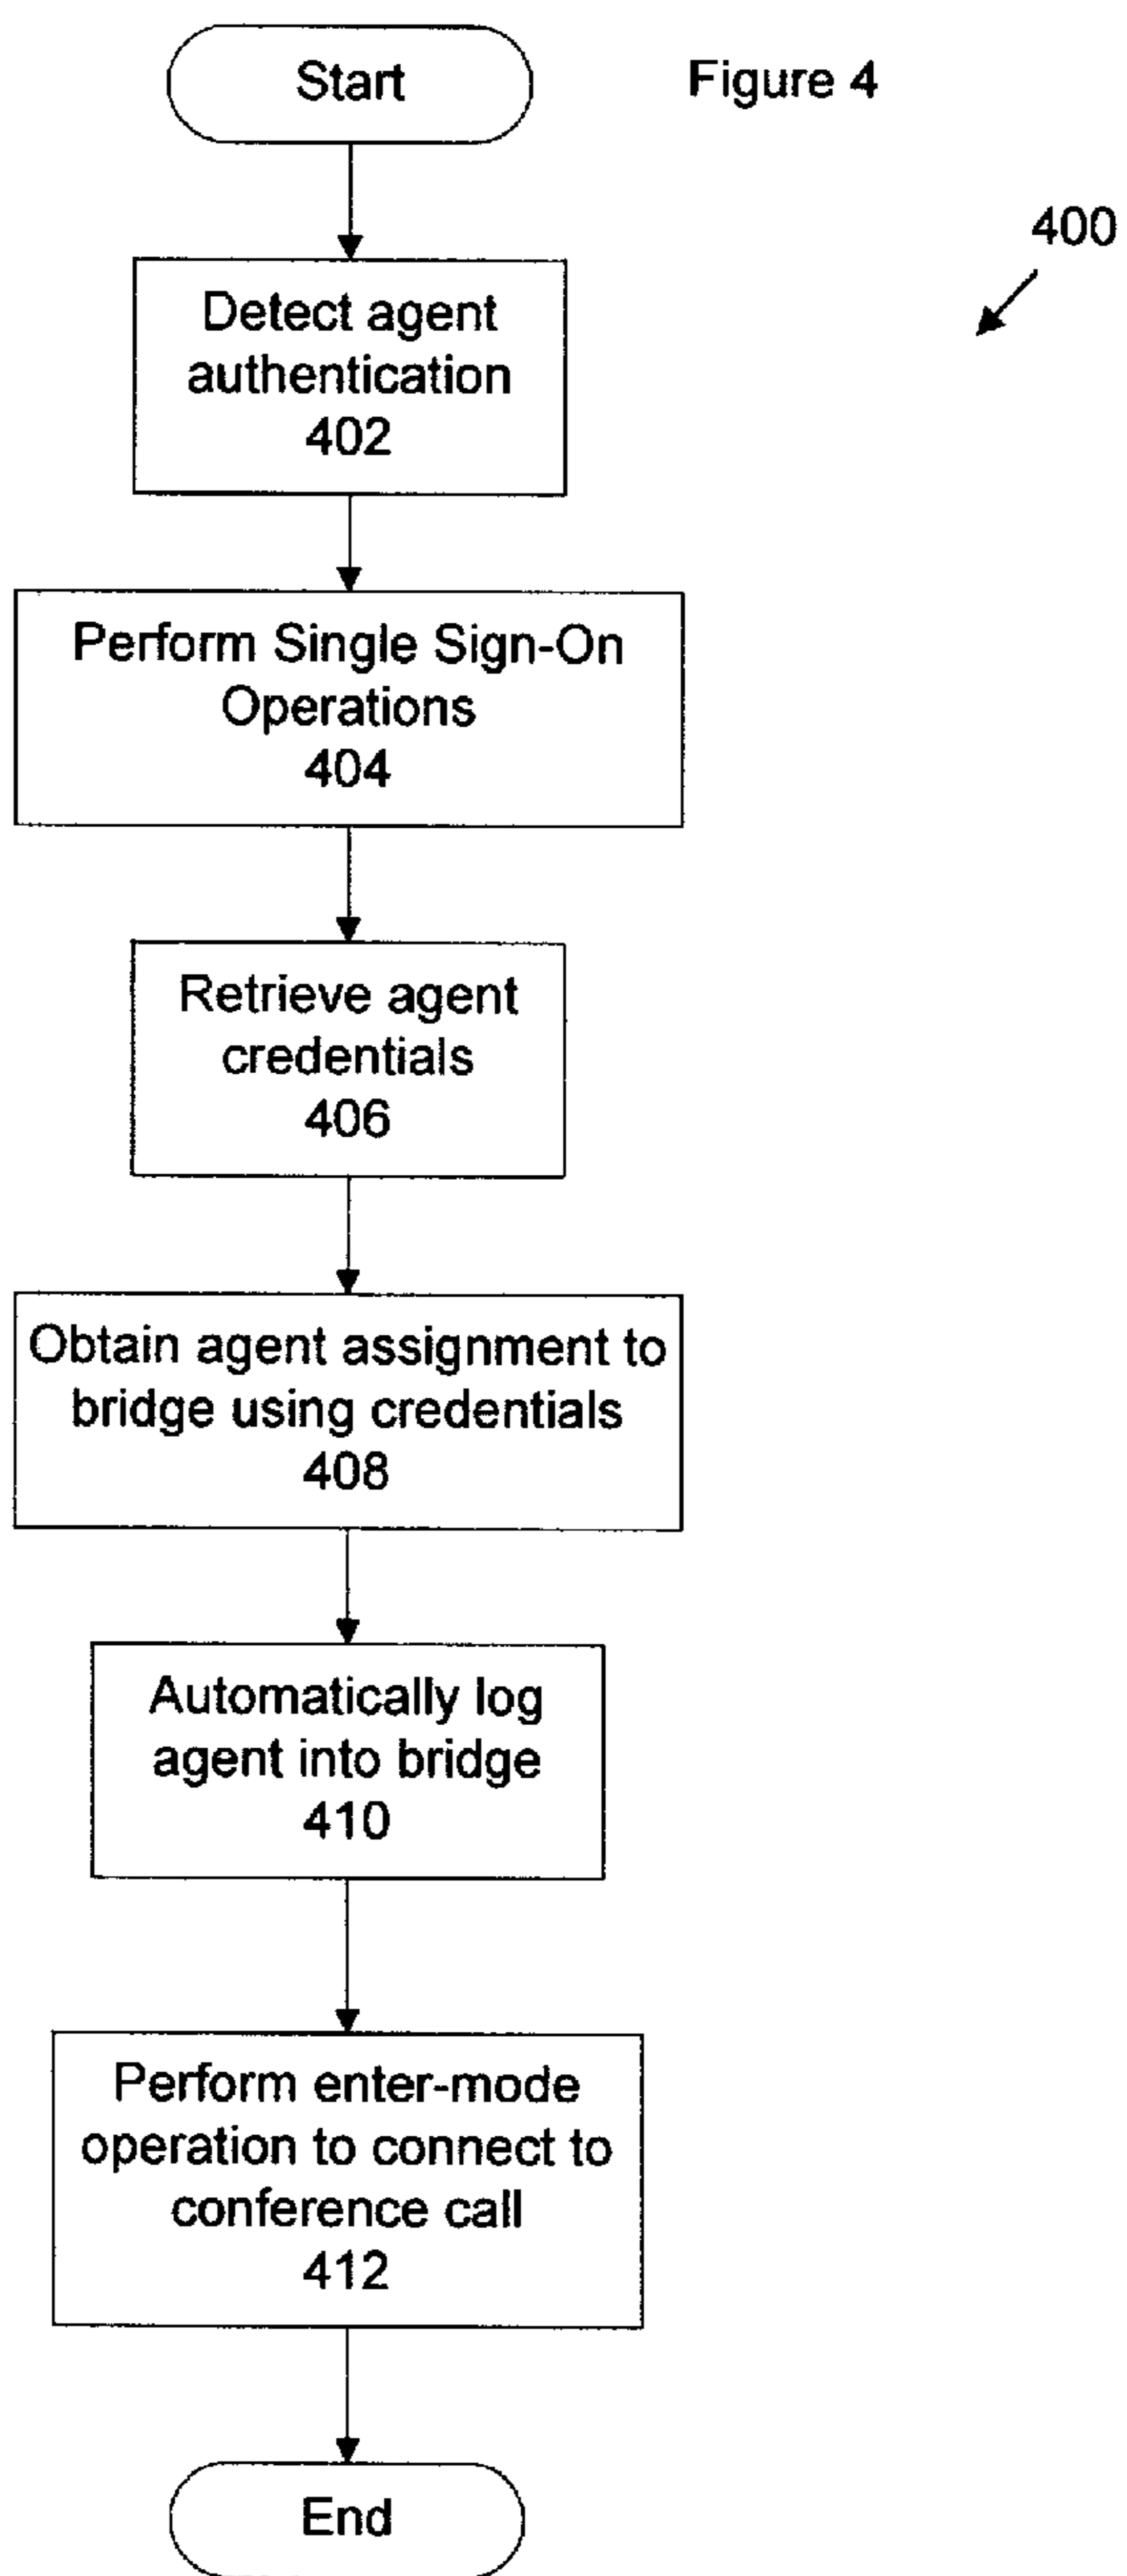 Start
Figure 4
400
Detect agent
authentication
402
Perform Single Sign-On
Operations
404
Retrieve agent
credentials
406
Obtain agent assignment to
bridge using credentials
408
Automatically log
agent into bridge
410
Perform enter-mode
operation to connect to
conference call
412
End